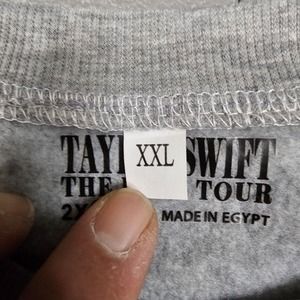 TAY XXL SWIFT
THE TOUR
2X
MADE IN EGYPT